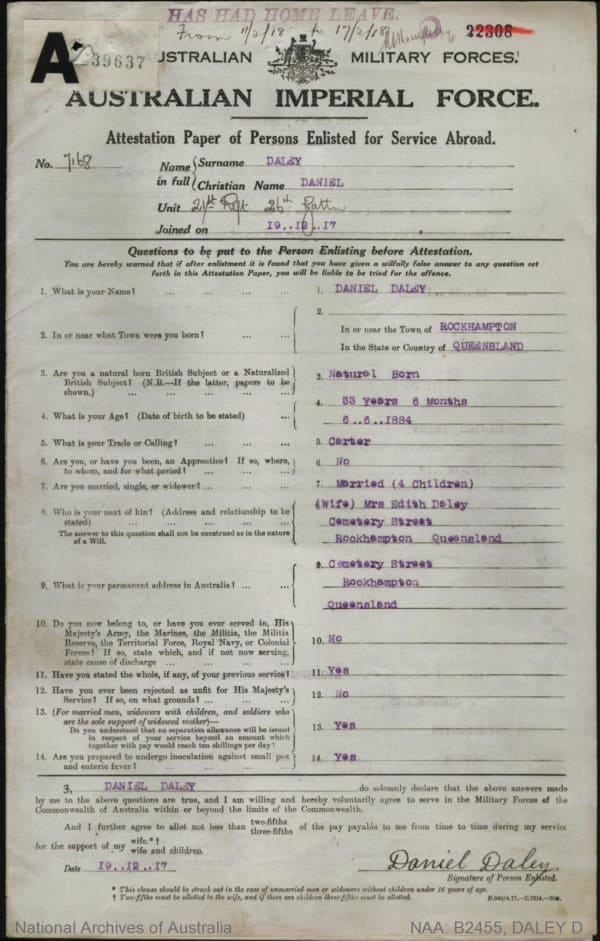 HAS HAD HOME LEAVE.
From 11/2/18 to 17/2/18
22308
A
39637
AUSTRALIAN MILITARY FORCES.
AUSTRALIAN IMPERIAL FORCE.
Attestation Paper of Persons Enlisted for Service Abroad.
No. 7168
Name in full { Surname DALEY
Christian Name DANIEL
Unit 21st Rft 26th Battn
Joined on 19..12..17
Questions to be put to the Person Enlisting before Attestation.
You are hereby warned that if after enlistment it is found that you have given a wilfully false answer to any question set
forth in this Attestation Paper, you will be liable to be tried for the offence.
1. What is your Name? ... ... ... ...
1. DANIEL DALEY
2. In or near what Town were you born? ... ...
2.
In or near the Town of ROCKHAMPTON
In the State or Country of QUEENSLAND
3. Are you a natural born British Subject or a Naturalized
British Subject? (N.B.—If the latter, papers to be
shown.) ... ... ... ... ...
3. Natural Born
4. What is your Age? (Date of birth to be stated) ...
4. 33 Years 6 Months
6..6..1884
5. What is your Trade or Calling? ... ... ...
5. Carter
6. Are you, or have you been, an Apprentice? If so, where,
to whom, and for what period? ... ... ...
6. No
7. Are you married, single, or widower? ... ... ...
7. Married (4 Children)
8. Who is your next of kin? (Address and relationship to be
stated) ... ... ... ...
The answer to this question shall not be construed as in the nature
of a Will.
(Wife) Mrs Edith Daley
Cemetery Street
Rockhampton Queensland
9. What is your permanent address in Australia? ... ...
9. Cemetery Street
Rockhampton
Queensland
10. Do you now belong to, or have you ever served in, His
Majesty's Army, the Marines, the Militia, the Militia
Reserve, the Territorial Force, Royal Navy, or Colonial
Forces? If so, state which, and if not now serving,
state cause of discharge ... ... ...
10. No
11. Have you stated the whole, if any, of your previous service?
11. Yes
12. Have you ever been rejected as unfit for His Majesty's
Service? If so, on what grounds? ... ... ...
12. No
13. (For married men, widowers with children, and soldiers who
are the sole support of widowed mother)—
Do you understand that no separation allowance will be issued
in respect of your service beyond an amount which
together with pay would reach ten shillings per day?
13. Yes
14. Are you prepared to undergo inoculation against small pox
and enteric fever? ... ... ... ...
14. Yes
I, DANIEL DALEY do solemnly declare that the above answers made
by me to the above questions are true, and I am willing and hereby voluntarily agree to serve in the Military Forces of the
Commonwealth of Australia within or beyond the limits of the Commonwealth.
And I further agree to allot not less than two-fifths three-fifths of the pay payable to me from time to time during my service
for the support of my wife.*† wife and children.
Date 19..12..17
Daniel Daley
Signature of Person Enlisted.
* This clause should be struck out in the case of unmarried men or widowers without children under 16 years of age.
† Two-fifths must be allotted to the wife, and if there are children three-fifths must be allotted.
National Archives of Australia
NAA: B2455, DALEY D